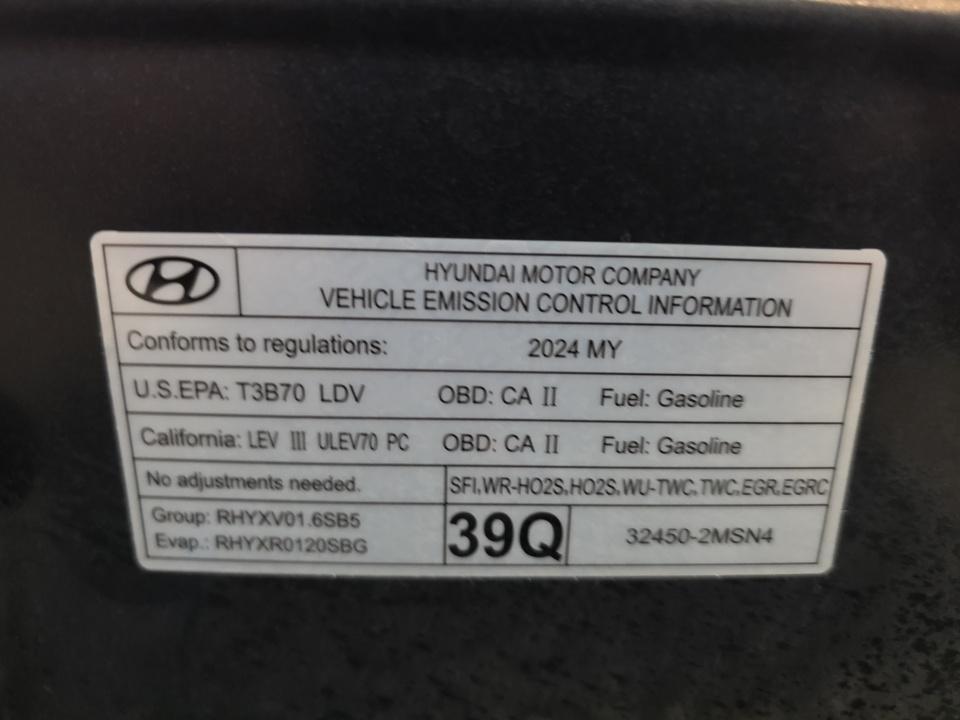 HYUNDAI MOTOR COMPANY
VEHICLE EMISSION CONTROL INFORMATION
Conforms to regulations: 2024 MY
U.S.EPA: T3B70 LDV OBD: CA II Fuel: Gasoline
California: LEV III ULEV70 PC OBD: CA II Fuel: Gasoline
No adjustments needed. SFI,WR-HO2S,HO2S,WU-TWC,TWC,EGR,EGRC
Group: RHYXV01.6SB5
Evap.: RHYXR0120SBG
39Q 32450-2MSN4